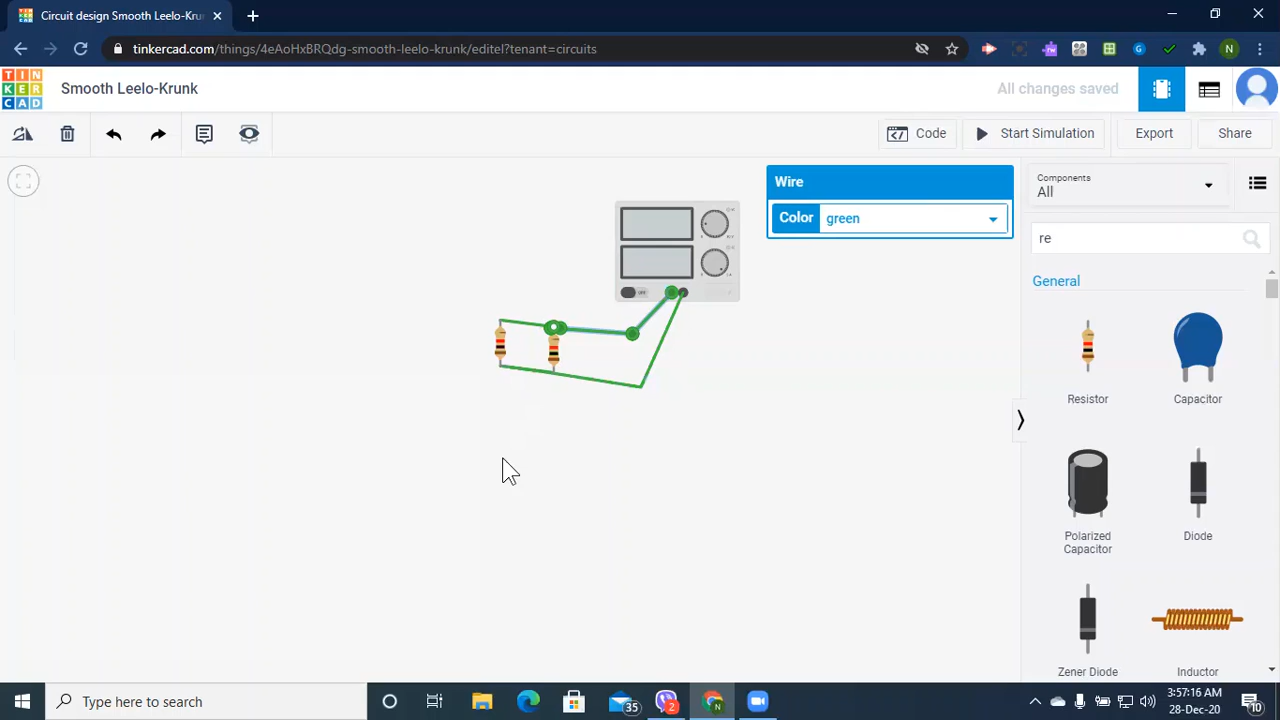 Circuit design Smooth Leelo-Kru
tinkercad.com/things/4eAoHxBRQdg-smooth-leelo-krunk/editel?tenant=circuits
N
TIN
KER
CAD
Smooth Leelo-Krunk
All changes saved
Code
Start Simulation
Export
Share
Wire
Color
green
Components
All
re
General
Resistor
Capacitor
Polarized
Capacitor
Diode
Zener Diode
Inductor
Type here to search
35
2
N
3:57:16 AM
28-Dec-20
10